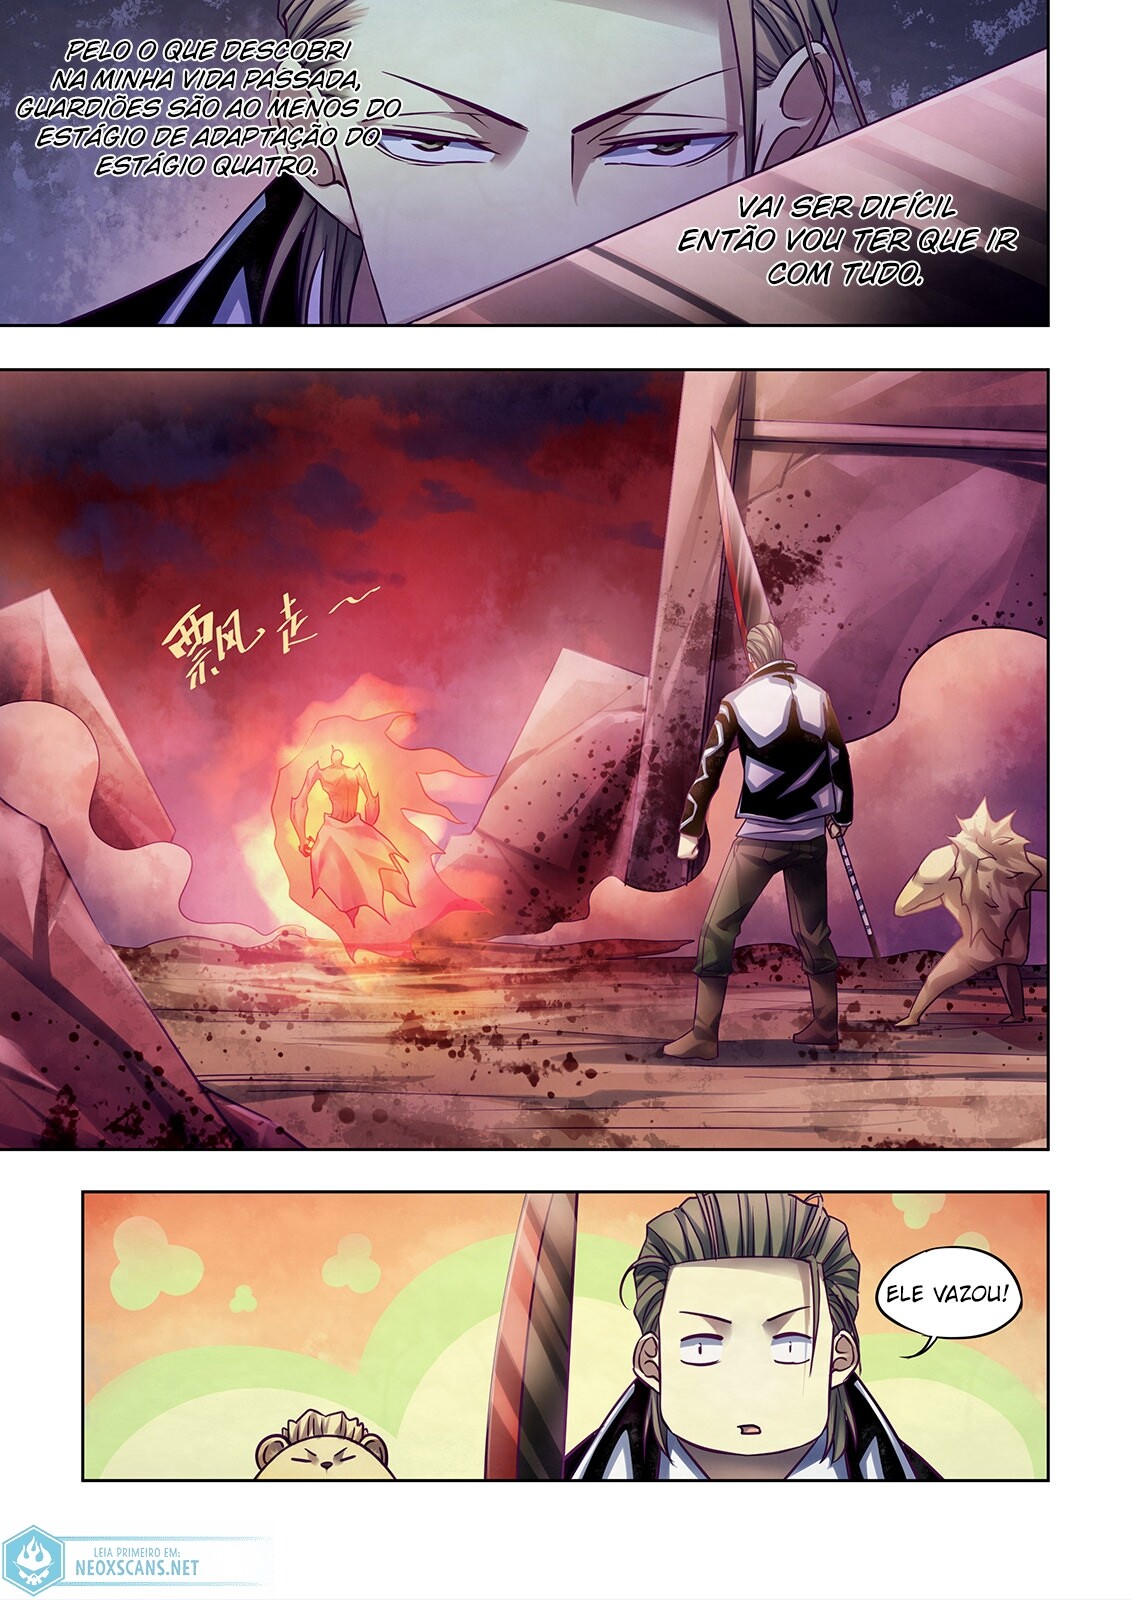 PELO O QUE DESCOBRI
NA MINHA VIDA PASSADA,
GUARDIÕES SÃO AO MENOS DO
ESTÁGIO DE ADAPTAÇÃO DO
ESTÁGIO QUATRO.
VAI SER DIFÍCIL
ENTÃO VOU TER QUE IR
COM TUDO.
飘走~
ELE VAZOU!
LEIA PRIMEIRO EM:
NEOXSCANS.NET